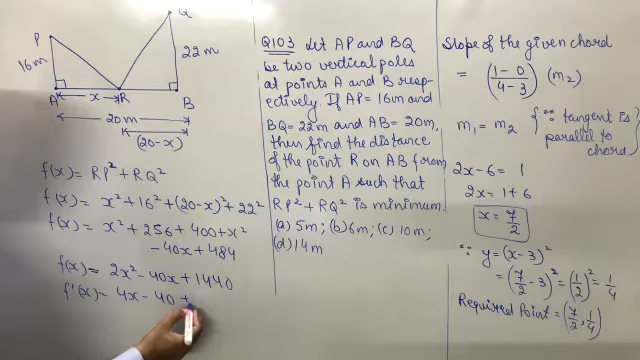 P
16m
A
x
R
B
Q
22m
20m
(20-x)
f(x) = RP² + RQ²
f(x) = x² + 16² + (20-x)² + 22²
f(x) = x² + 256 + 400 + x²
- 40x + 484
f(x) = 2x² - 40x + 1440
f'(x) = 4x - 40 +
Q103 Let AP and BQ
be two vertical poles
at points A and B resp-
ectively. If AP = 16m and
BQ = 22m and AB = 20m,
then find the distance
of the point R on AB from
the point A such that
RP² + RQ² is minimum
(a) 5m; (b) 6m; (c) 10m;
(d) 14m
Slope of the given chord
= (1-0/4-3) (m₂)
m₁ = m₂ {∵ tangent is
parallel to
chord}
2x - 6 = 1
2x = 1 + 6
x = 7/2
∵ y = (x-3)²
= (7/2 - 3)² = (1/2)² = 1/4
Required Point = (7/2, 1/4)